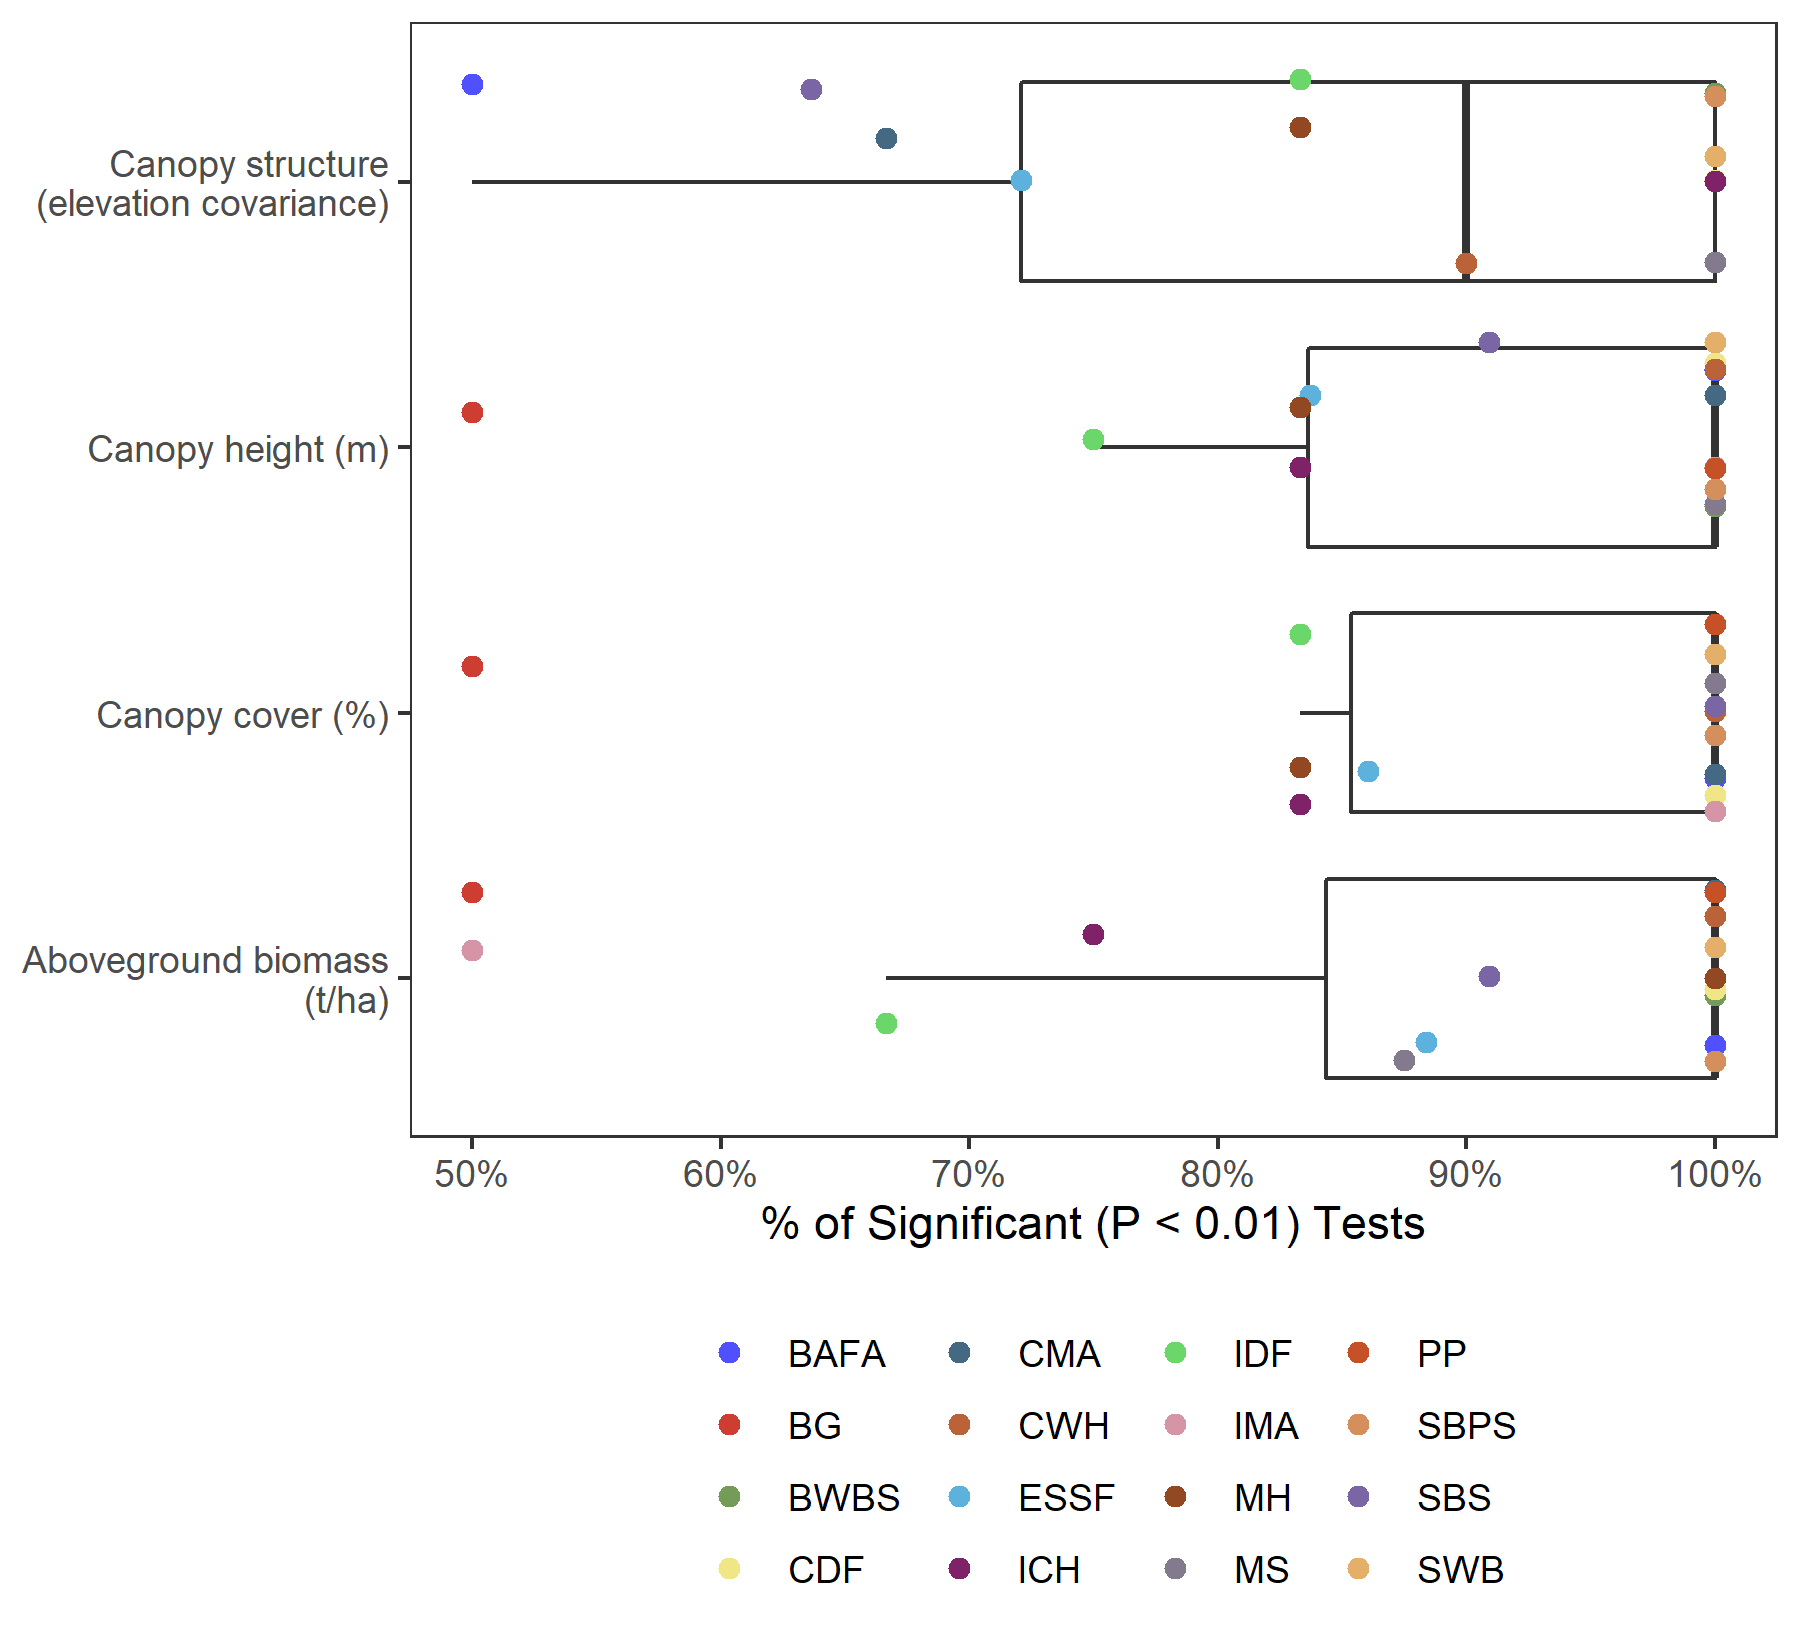 Canopy structure
(elevation covariance)
Canopy height (m)
Canopy cover (%)
Aboveground biomass
(t/ha)
50% 60% 70% 80% 90% 100%
% of Significant (P < 0.01) Tests
BAFA CMA IDF PP
BG CWH IMA SBPS
BWBS ESSF MH SBS
CDF ICH MS SWB